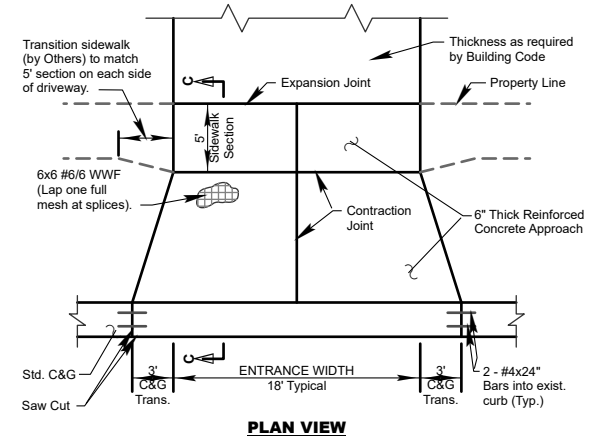 Transition sidewalk
(by Others) to match
5' section on each side
of driveway.
C
Expansion Joint
Thickness as required
by Building Code
Property Line
5'
Sidewalk
Section
6x6 #6/6 WWF
(Lap one full
mesh at splices).
Contraction
Joint
6" Thick Reinforced
Concrete Approach
Std. C&G
Saw Cut
3'
C&G
Trans.
C
ENTRANCE WIDTH
18' Typical
3'
C&G
Trans.
2 - #4x24"
Bars into exist.
curb (Typ.)
PLAN VIEW